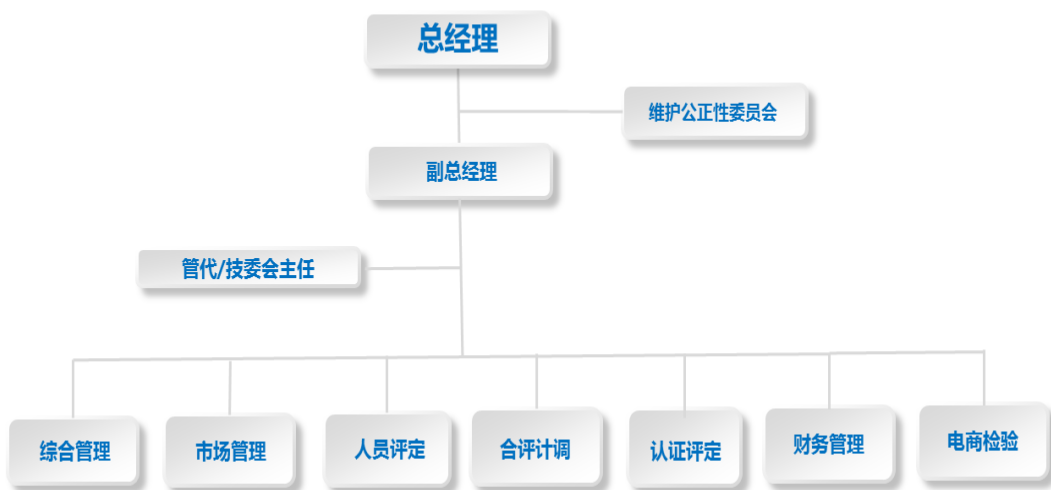 总经理
维护公正性委员会
副总经理
管代/技委会主任
综合管理
市场管理
人员评定
合评计调
认证评定
财务管理
电商检验